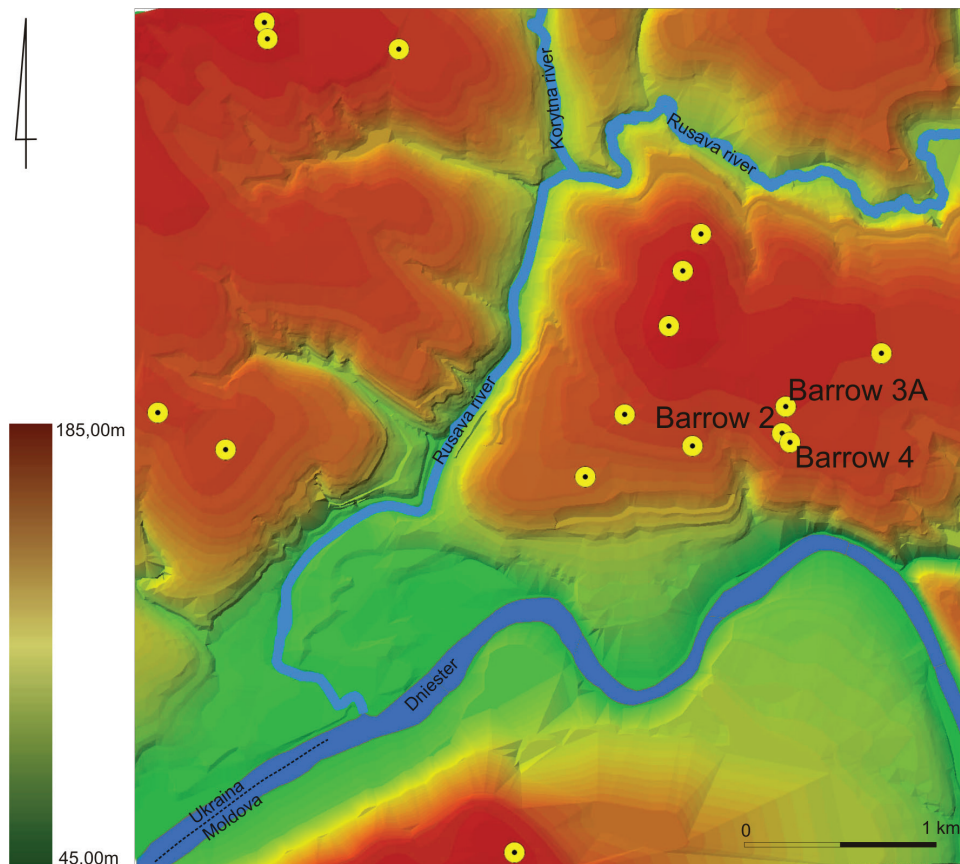 Korytna river
Rusava river
Barrow 3A
Barrow 2
Barrow 4
Rusava river
185,00m
Dniester
Ukraina
Moldova
0 1 km
45,00m